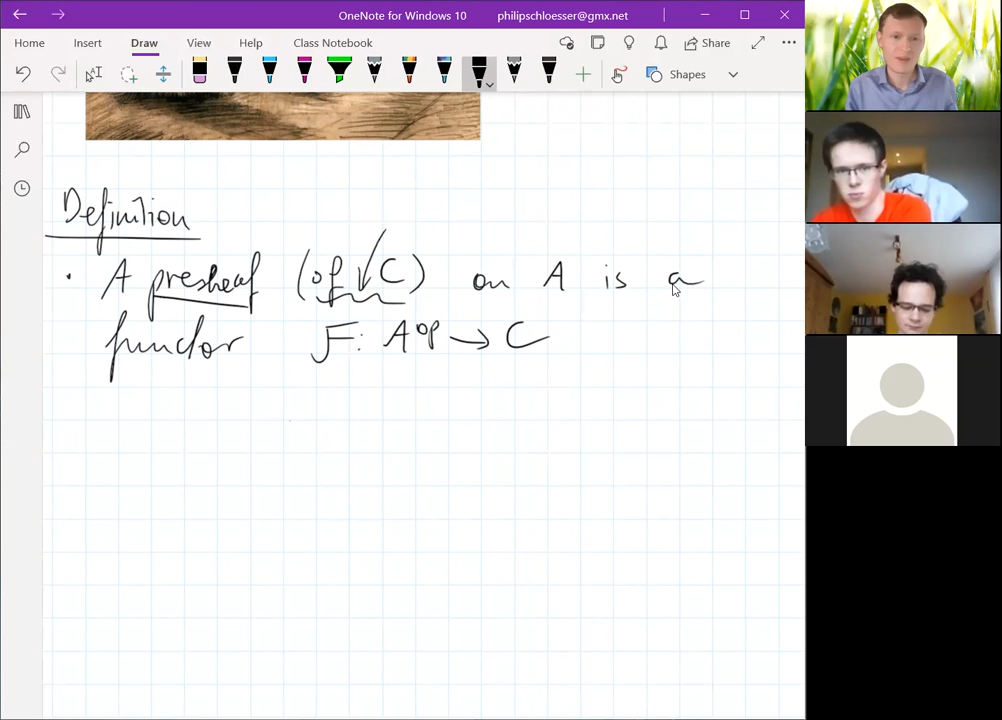 OneNote for Windows 10
philipschloesser@gmx.net
Home Insert Draw View Help Class Notebook Share
Shapes
Definition
· A presheaf (of √C) on A is a
functor F: A^op → C